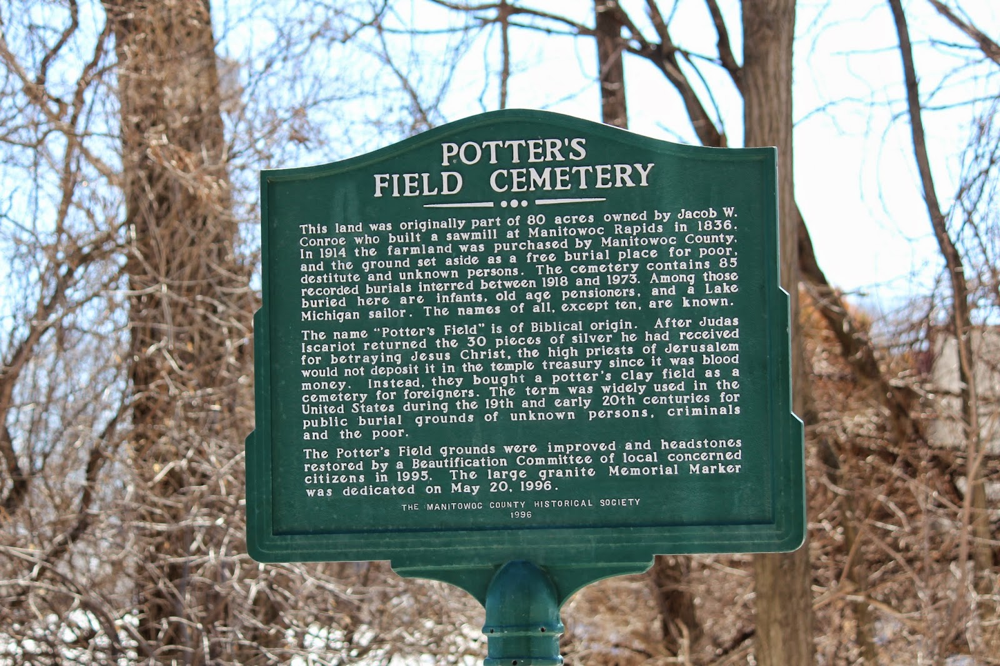 POTTER'S
FIELD CEMETERY
This land was originally part of 80 acres owned by Jacob W.
Conroe who built a sawmill at Manitowoc Rapids in 1836.
In 1914 the farmland was purchased by Manitowoc County,
and the ground set aside as a free burial place for poor,
destitute and unknown persons. The cemetery contains 85
recorded burials interred between 1918 and 1973. Among those
buried here are infants, old age pensioners, and a Lake
Michigan sailor. The names of all, except ten, are known.
The name "Potter's Field" is of Biblical origin. After Judas
Iscariot returned the 30 pieces of silver he had received
for betraying Jesus Christ, the high priests of Jerusalem
would not deposit it in the temple treasury since it was blood
money. Instead, they bought a potter's clay field as a
cemetery for foreigners. The term was widely used in the
United States during the 19th and early 20th centuries for
public burial grounds of unknown persons, criminals
and the poor.
The Potter's Field grounds were improved and headstones
restored by a Beautification Committee of local concerned
citizens in 1995. The large granite Memorial Marker
was dedicated on May 20, 1996.
THE MANITOWOC COUNTY HISTORICAL SOCIETY
1996